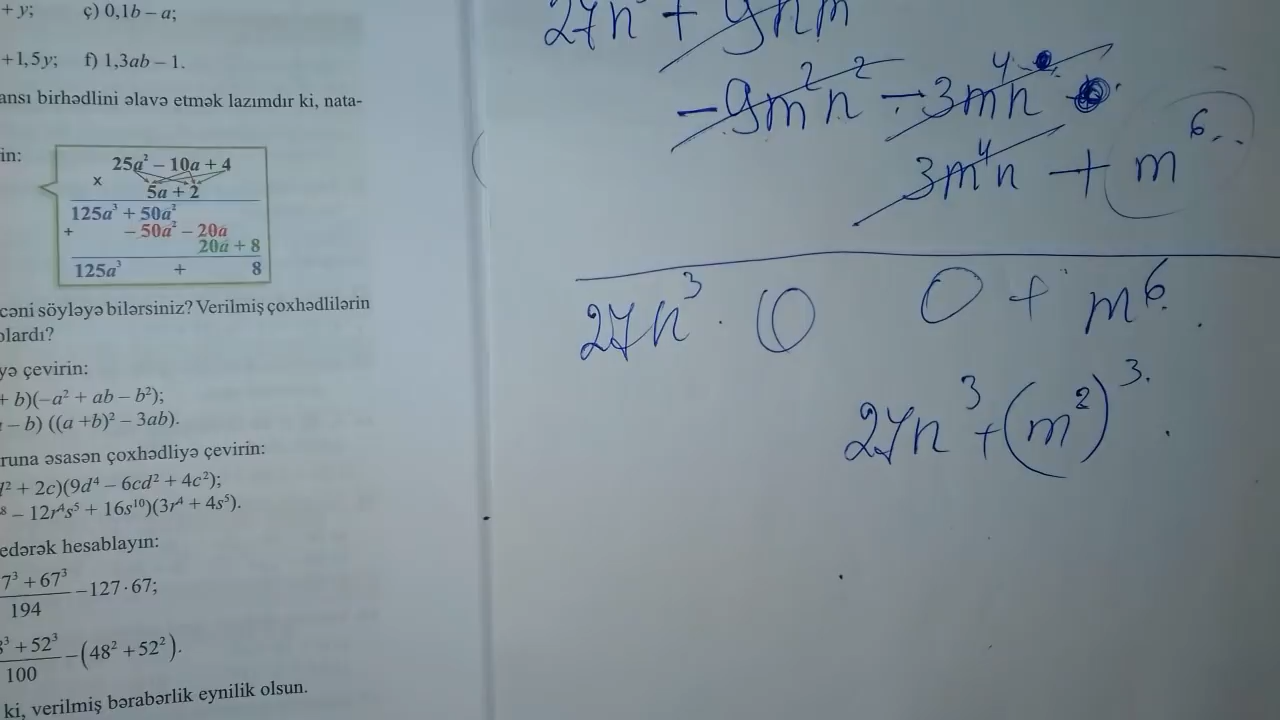 + y; ç) 0,1b – a;
+1,5y; f) 1,3ab – 1.
ansı birhədlini əlavə etmək lazımdır ki, nata-
in:
25a² – 10a + 4
x
5a + 2
125a³ + 50a²
+ – 50a² – 20a
20a + 8
125a³ + 8
cəni söyləyə bilərsiniz? Verilmiş çoxhədlilərin
olardı?
yə çevirin:
+ b)(–a² + ab – b²);
– b) ((a +b)² – 3ab).
runa əsasən çoxhədliyə çevirin:
l² + 2c)(9d⁴ – 6cd² + 4c²);
⁸ – 12r⁴s⁵ + 16s¹⁰)(3r⁴ + 4s⁵).
edərək hesablayın:
7³ + 67³
194
–127·67;
³ + 52³
100
–(48² + 52²).
ki, verilmiş bərabərlik eynilik olsun.
27n + 9nm
– 9m²n² – 3m⁴n
3m⁴n + m⁶
27n³ · 0 0 + m⁶.
27n³ + (m²)³.